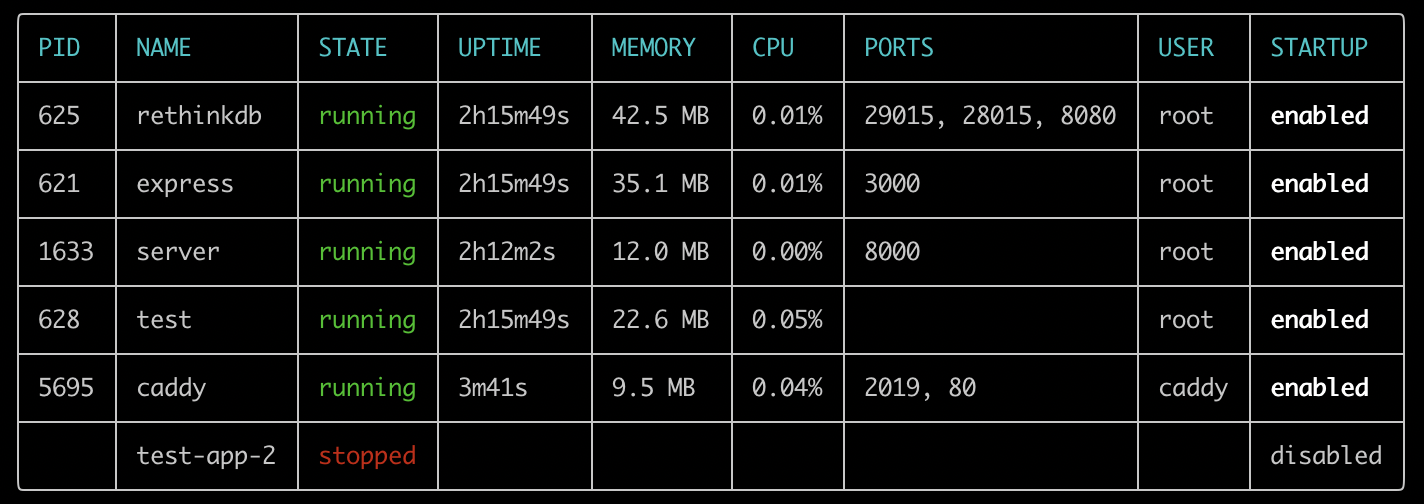 PID NAME STATE UPTIME MEMORY CPU PORTS USER STARTUP
625 rethinkdb running 2h15m49s 42.5 MB 0.01% 29015, 28015, 8080 root enabled
621 express running 2h15m49s 35.1 MB 0.01% 3000 root enabled
1633 server running 2h12m2s 12.0 MB 0.00% 8000 root enabled
628 test running 2h15m49s 22.6 MB 0.05% root enabled
5695 caddy running 3m41s 9.5 MB 0.04% 2019, 80 caddy enabled
test-app-2 stopped disabled